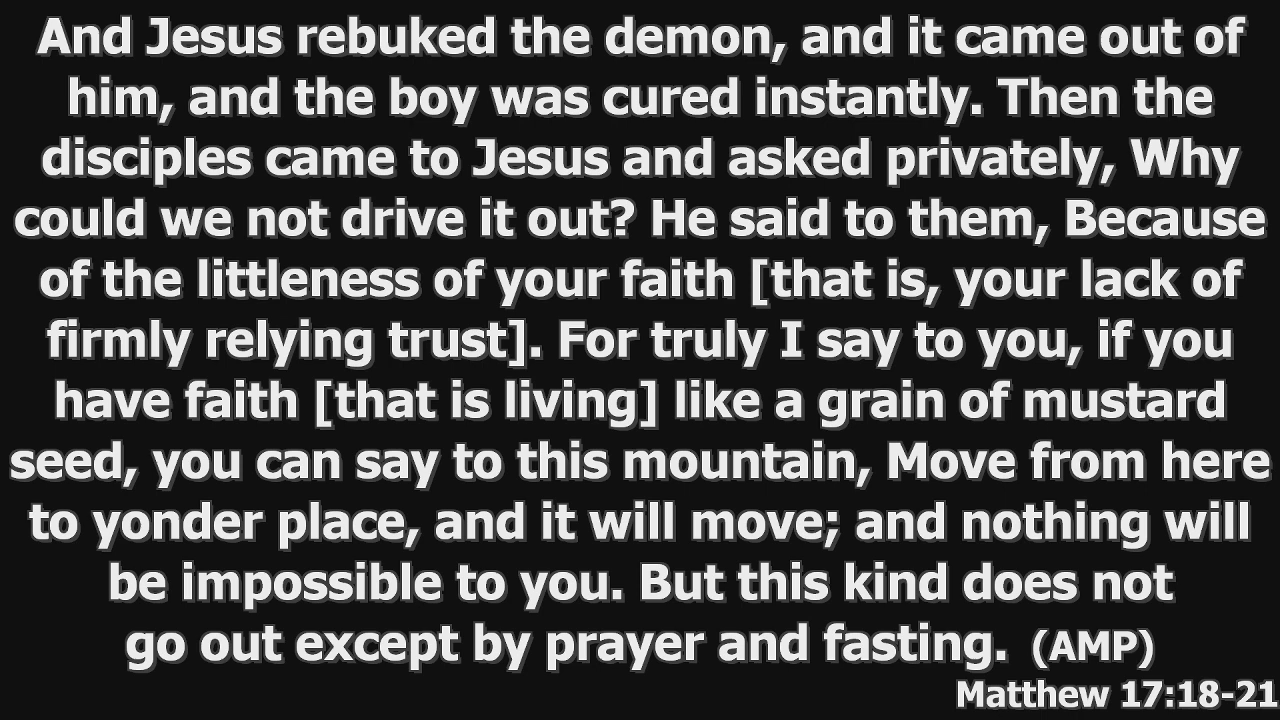 And Jesus rebuked the demon, and it came out of
him, and the boy was cured instantly. Then the
disciples came to Jesus and asked privately, Why
could we not drive it out? He said to them, Because
of the littleness of your faith [that is, your lack of
firmly relying trust]. For truly I say to you, if you
have faith [that is living] like a grain of mustard
seed, you can say to this mountain, Move from here
to yonder place, and it will move; and nothing will
be impossible to you. But this kind does not
go out except by prayer and fasting. (AMP)
Matthew 17:18-21